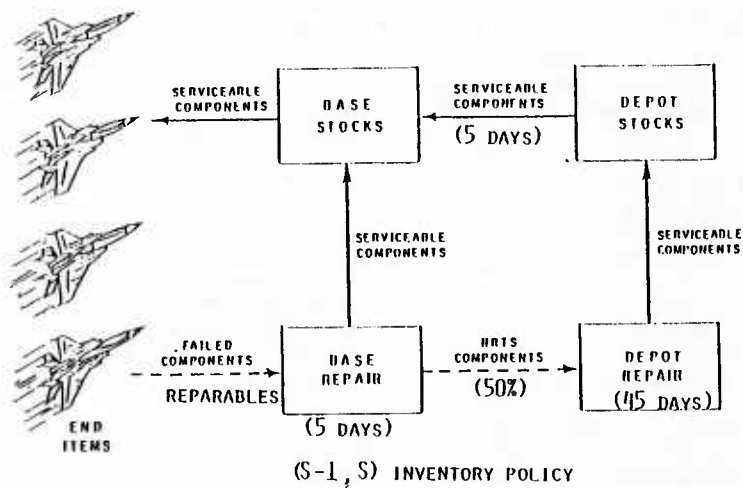 SERVICEABLE
COMPONENTS
BASE
STOCKS
SERVICEABLE
COMPONENTS
(5 DAYS)
DEPOT
STOCKS
SERVICEABLE
COMPONENTS
SERVICEABLE
COMPONENTS
FAILED
COMPONENTS
REPARABLES
BASE
REPAIR
(5 DAYS)
NRTS
COMPONENTS
(50%)
DEPOT
REPAIR
(45 DAYS)
END
ITEMS
(S-1, S) INVENTORY POLICY